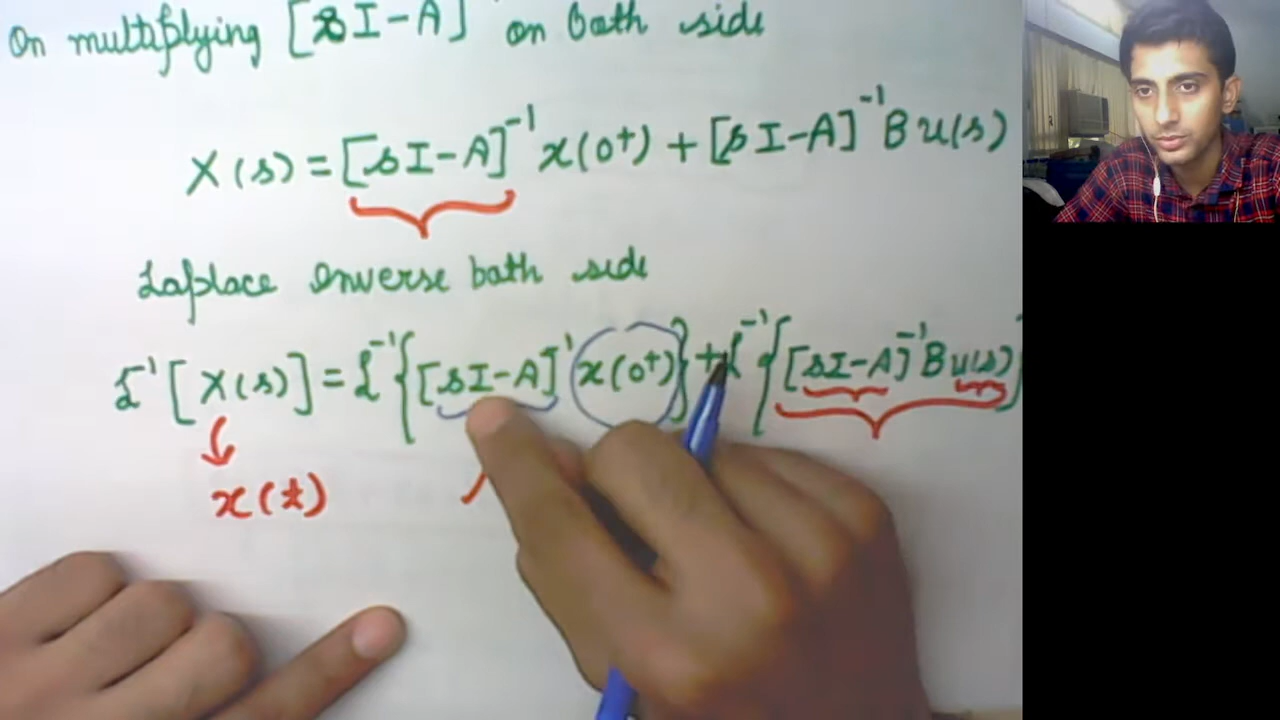 On multiplying [sI-A] on both side
X(s) = [sI-A]⁻¹ x(0⁺) + [sI-A]⁻¹ B u(s)
Laplace Inverse both side
ℒ⁻¹ [X(s)] = ℒ⁻¹ {[sI-A]⁻¹ x(0⁺)} + ℒ⁻¹ {[sI-A]⁻¹ B u(s)}
x(t)